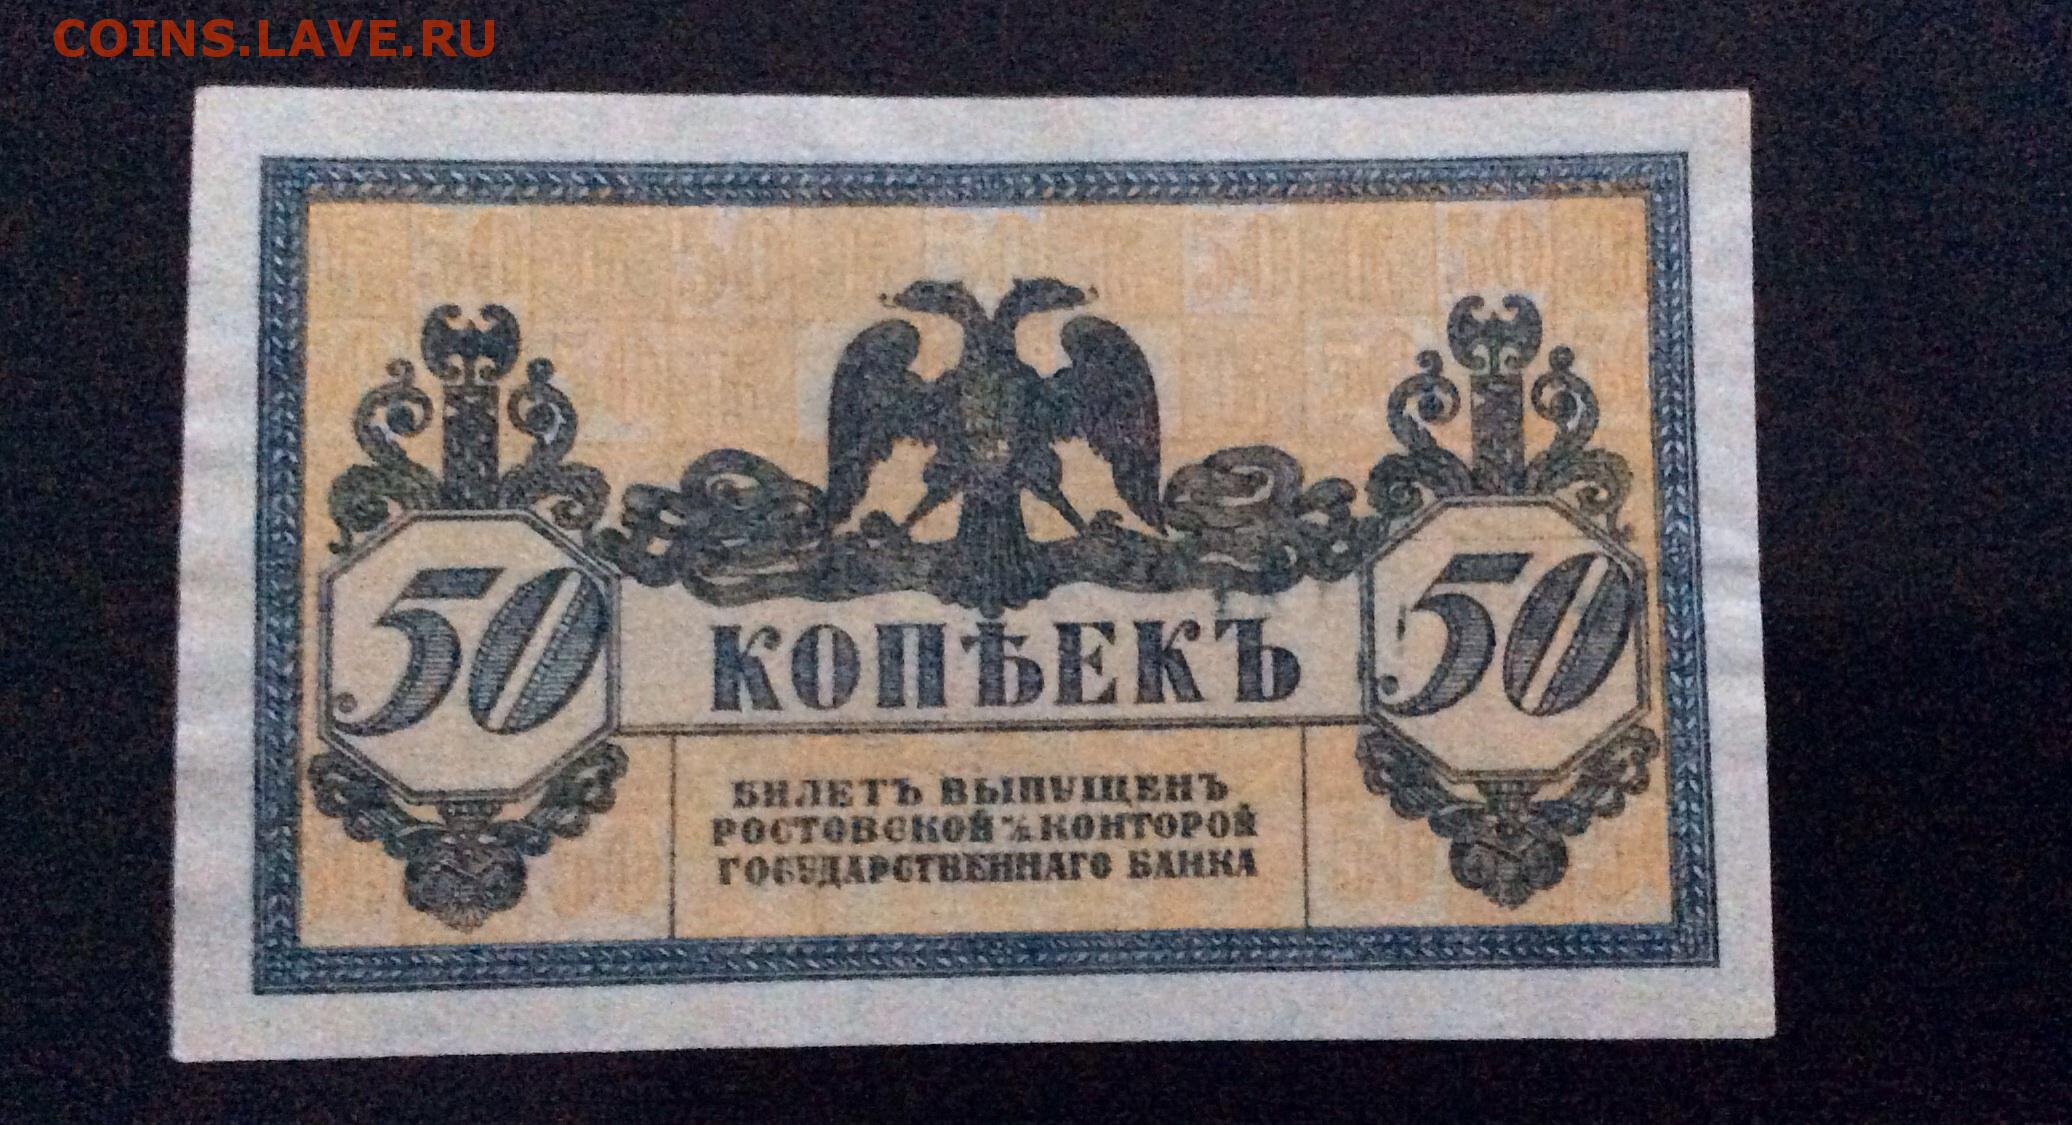 COINS.LAVE.RU
50 КОПѢЕКЪ 50
БИЛЕТЪ ВЫПУЩЕНЪ
РОСТОВСКОЙ н/Д КОНТОРОЙ
ГОСУДАРСТВЕННАГО БАНКА